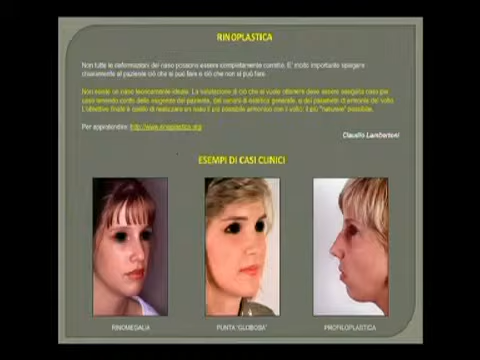 RINOPLASTICA
Non tutte le deformazioni del naso possono essere completamente corrette. E' molto importante spiegare
chiaramente al paziente ciò che si può fare e ciò che non si può fare.
Non esiste un naso tecnicamente ideale. La valutazione di ciò che si vuole ottenere deve essere eseguita caso per
caso tenendo conto delle esigenze del paziente, dei canoni di estetica generale, e dei parametri di armonia del volto.
L'obiettivo finale è quello di realizzare un naso il più possibile armonico con il volto: il più "naturale" possibile.
Per approfondire: http://www.rinoplastica.org
Claudio Lambertoni
ESEMPI DI CASI CLINICI
RINOMEGALIA
PUNTA "GLOBOSA"
PROFILOPLASTICA